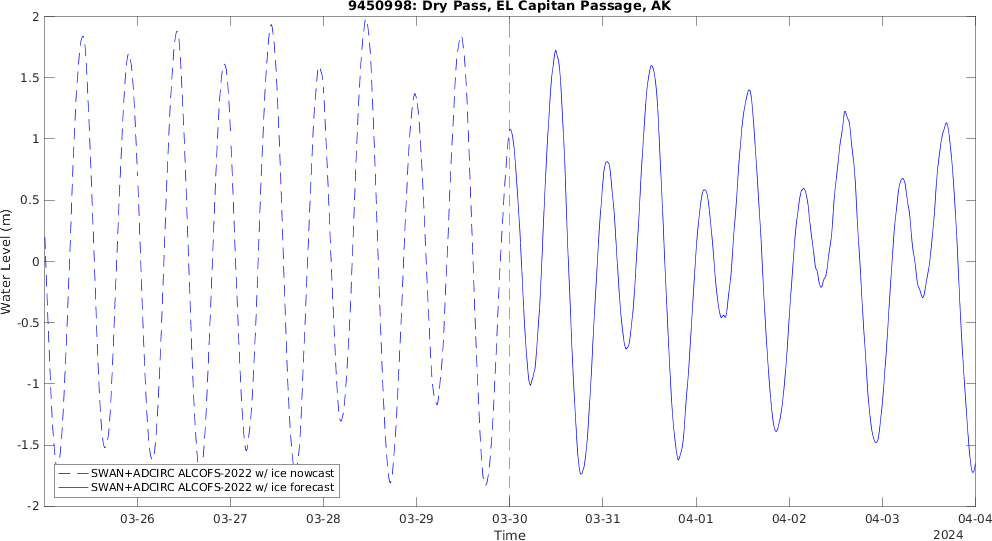 9450998: Dry Pass, EL Capitan Passage, AK
2
1.5
1
0.5
0
-0.5
-1
-1.5
-2
Water Level (m)
SWAN+ADCIRC ALCOFS-2022 w/ ice nowcast
SWAN+ADCIRC ALCOFS-2022 w/ ice forecast
03-26 03-27 03-28 03-29 03-30 03-31 04-01 04-02 04-03 04-04
Time
2024